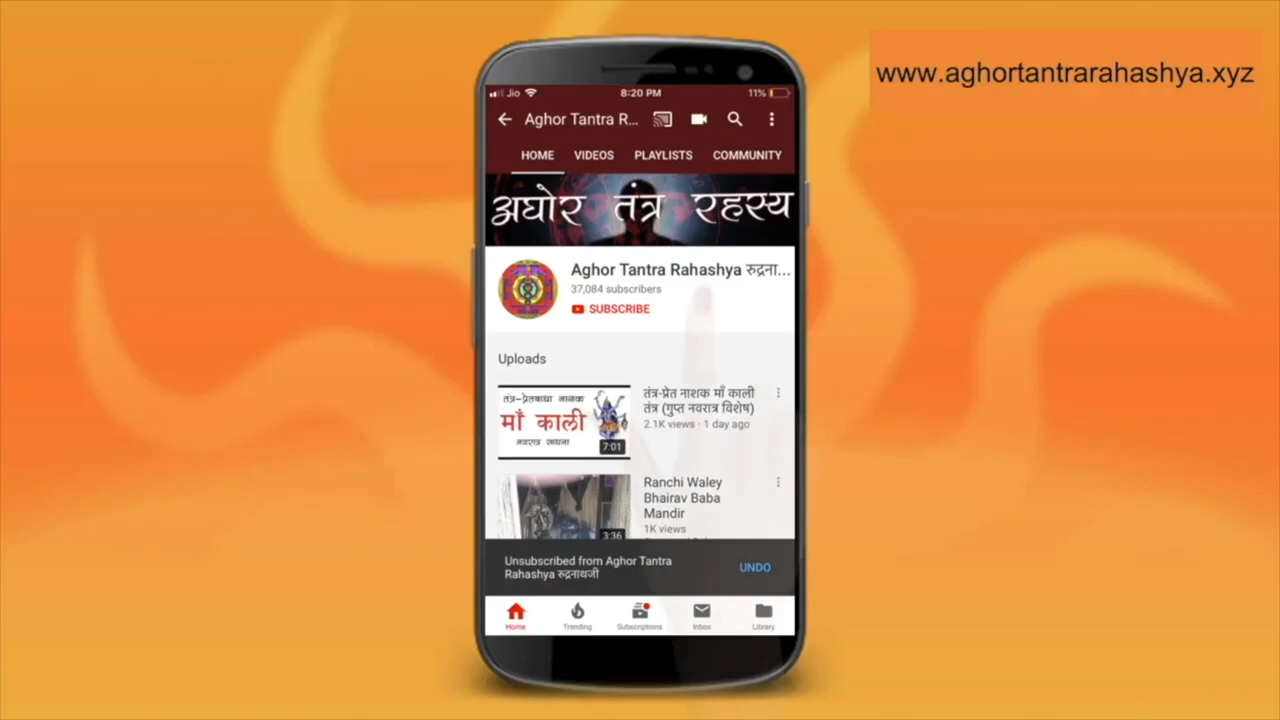 www.aghortantrarahashya.xyz
Jio 8:20 PM 11%
Aghor Tantra R...
HOME VIDEOS PLAYLISTS COMMUNITY
अघोर तंत्र रहस्य
Aghor Tantra Rahashya रुद्रना...
37,084 subscribers
SUBSCRIBE
Uploads
तंत्र-प्रेतबाधा नाशक
माँ काली
नवरात्र साधना
7:01
तंत्र-प्रेत नाशक माँ काली
तंत्र (गुप्त नवरात्र विशेष)
2.1K views · 1 day ago
3:36
Ranchi Waley
Bhairav Baba
Mandir
1K views
Unsubscribed from Aghor Tantra
Rahashya रुद्रनाथजी
UNDO
Home Trending Subscriptions Inbox Library